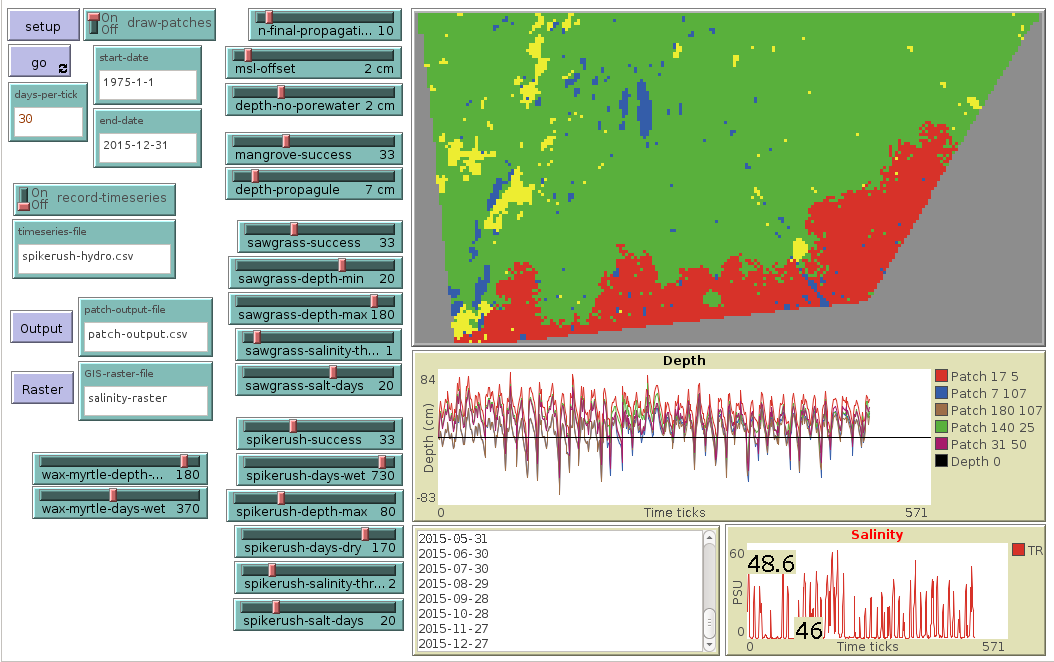 setup
On
Off
draw-patches
go
days-per-tick
30
start-date
1975-1-1
end-date
2015-12-31
On
Off
record-timeseries
timeseries-file
spikerush-hydro.csv
Output
patch-output-file
patch-output.csv
Raster
GIS-raster-file
salinity-raster
wax-myrtle-depth-... 180
wax-myrtle-days-wet 370
n-final-propagati... 10
msl-offset 2 cm
depth-no-porewater 2 cm
mangrove-success 33
depth-propagule 7 cm
sawgrass-success 33
sawgrass-depth-min 20
sawgrass-depth-max 180
sawgrass-salinity-th... 1
sawgrass-salt-days 20
spikerush-success 33
spikerush-days-wet 730
spikerush-depth-max 80
spikerush-days-dry 170
spikerush-salinity-thr... 2
spikerush-salt-days 20
Depth
84
Depth (cm)
-83
0
Time ticks
571
Patch 17 5
Patch 7 107
Patch 180 107
Patch 140 25
Patch 31 50
Depth 0
2015-05-31
2015-06-30
2015-07-30
2015-08-29
2015-09-28
2015-10-28
2015-11-27
2015-12-27
Salinity
60
48.6
PSU
46
0
0
Time ticks
571
TR